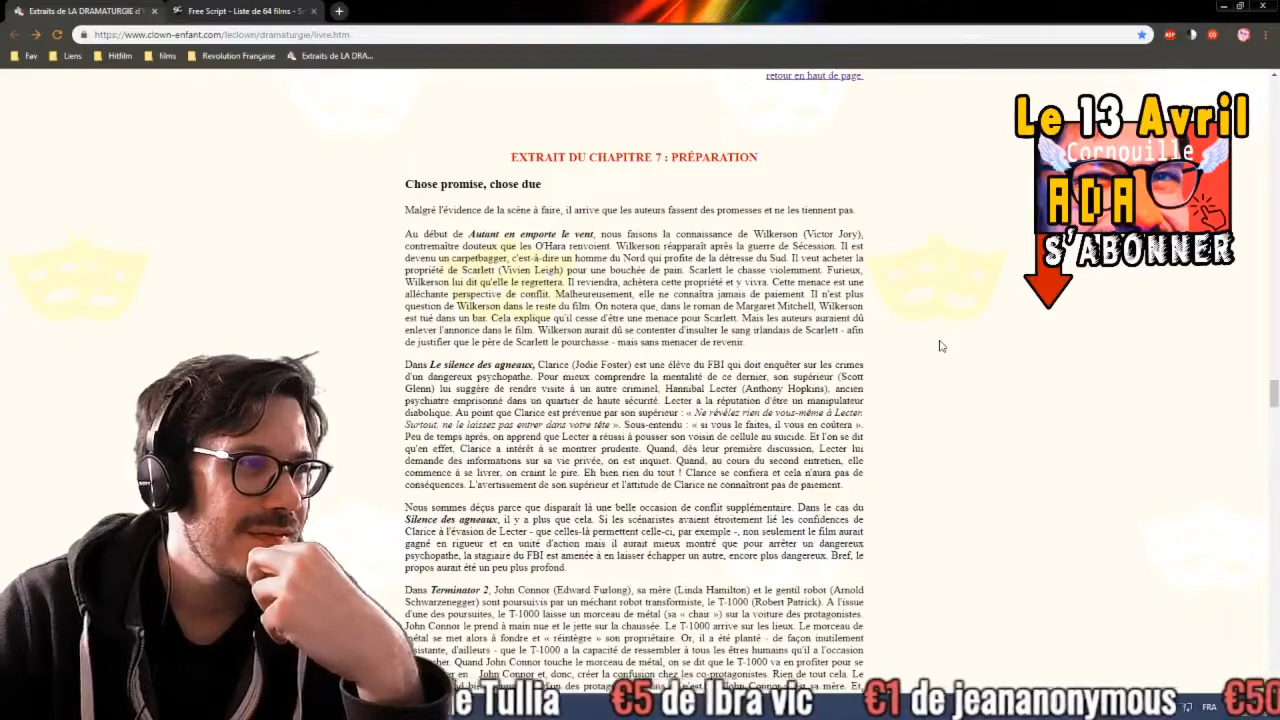 Extraits de LA DRAMATURGIE d'
Free Script - Liste de 64 films - S
https://www.clown-enfant.com/leclown/dramaturgie/livre.htm
Fav Liens Hitfilm films Revolution Française Extraits de LA DRA...
retour en haut de page
Le 13 Avril
Cornouille
ADA
S'ABONNER
EXTRAIT DU CHAPITRE 7 : PRÉPARATION
Chose promise, chose due
Malgré l'évidence de la scène à faire, il arrive que les auteurs fassent des promesses et ne les tiennent pas.
Au début de Autant en emporte le vent, nous faisons la connaissance de Wilkerson (Victor Jory),
contremaître douteux que les O'Hara renvoient. Wilkerson réapparaît après la guerre de Sécession. Il est
devenu un carpetbagger, c'est-à-dire un homme du Nord qui profite de la détresse du Sud. Il veut acheter la
propriété de Scarlett (Vivien Leigh) pour une bouchée de pain. Scarlett le chasse violemment. Furieux,
Wilkerson lui dit qu'elle le regrettera. Il reviendra, achètera cette propriété et y vivra. Cette menace est une
alléchante perspective de conflit. Malheureusement, elle ne connaîtra jamais de paiement. Il n'est plus
question de Wilkerson dans le reste du film. On notera que, dans le roman de Margaret Mitchell, Wilkerson
est tué dans un bar. Cela explique qu'il cesse d'être une menace pour Scarlett. Mais les auteurs auraient dû
enlever l'annonce dans le film. Wilkerson aurait dû se contenter d'insulter le sang irlandais de Scarlett - afin
de justifier que le père de Scarlett le pourchasse - mais sans menacer de revenir.
Dans Le silence des agneaux, Clarice (Jodie Foster) est une élève du FBI qui doit enquêter sur les crimes
d'un dangereux psychopathe. Pour mieux comprendre la mentalité de ce dernier, son supérieur (Scott
Glenn) lui suggère de rendre visite à un autre criminel, Hannibal Lecter (Anthony Hopkins), ancien
psychiatre emprisonné dans un quartier de haute sécurité. Lecter a la réputation d'être un manipulateur
diabolique. Au point que Clarice est prévenue par son supérieur : « Ne révélez rien de vous-même à Lecter.
Surtout, ne le laissez pas entrer dans votre tête ». Sous-entendu : « si vous le faites, il vous en coûtera ».
Peu de temps après, on apprend que Lecter a réussi à pousser son voisin de cellule au suicide. Et l'on se dit
qu'en effet, Clarice a intérêt à se montrer prudente. Quand, dès leur première discussion, Lecter lui
demande des informations sur sa vie privée, on est inquiet. Quand, au cours du second entretien, elle
commence à se livrer, on craint le pire. Eh bien rien du tout ! Clarice se confiera et cela n'aura pas de
conséquences. L'avertissement de son supérieur et l'attitude de Clarice ne connaîtront pas de paiement.
Nous sommes déçus parce que disparaît là une belle occasion de conflit supplémentaire. Dans le cas du
Silence des agneaux, il y a plus que cela. Si les scénaristes avaient étroitement lié les confidences de
Clarice à l'évasion de Lecter - que celles-là permettent celle-ci, par exemple -, non seulement le film aurait
gagné en rigueur et en unité d'action mais il aurait mieux montré que pour arrêter un dangereux
psychopathe, la stagiaire du FBI est amenée à en laisser échapper un autre, encore plus dangereux. Bref, le
propos aurait été un peu plus profond.
Dans Terminator 2, John Connor (Edward Furlong), sa mère (Linda Hamilton) et le gentil robot (Arnold
Schwarzenegger) sont poursuivis par un méchant robot transformiste, le T-1000 (Robert Patrick). A l'issue
d'une des poursuites, le T-1000 laisse un morceau de métal (sa « chair ») sur la voiture des protagonistes.
John Connor le prend à main nue et le jette sur la chaussée. Le T-1000 arrive sur les lieux. Le morceau de
métal se met alors à fondre et « réintègre » son propriétaire. Or, il a été planté - de façon inutilement
insistante, d'ailleurs - que le T-1000 a la capacité de ressembler à tous les êtres humains qu'il a l'occasion
Quand John Connor touche le morceau de métal, on se dit que le T-1000 va en profiter pour se
en John Connor et, donc, créer la confusion chez les co-protagonistes. Rien de tout cela. Le
FRA
le Tullia €5 de Ibra vic €1 de jeananonymous €50